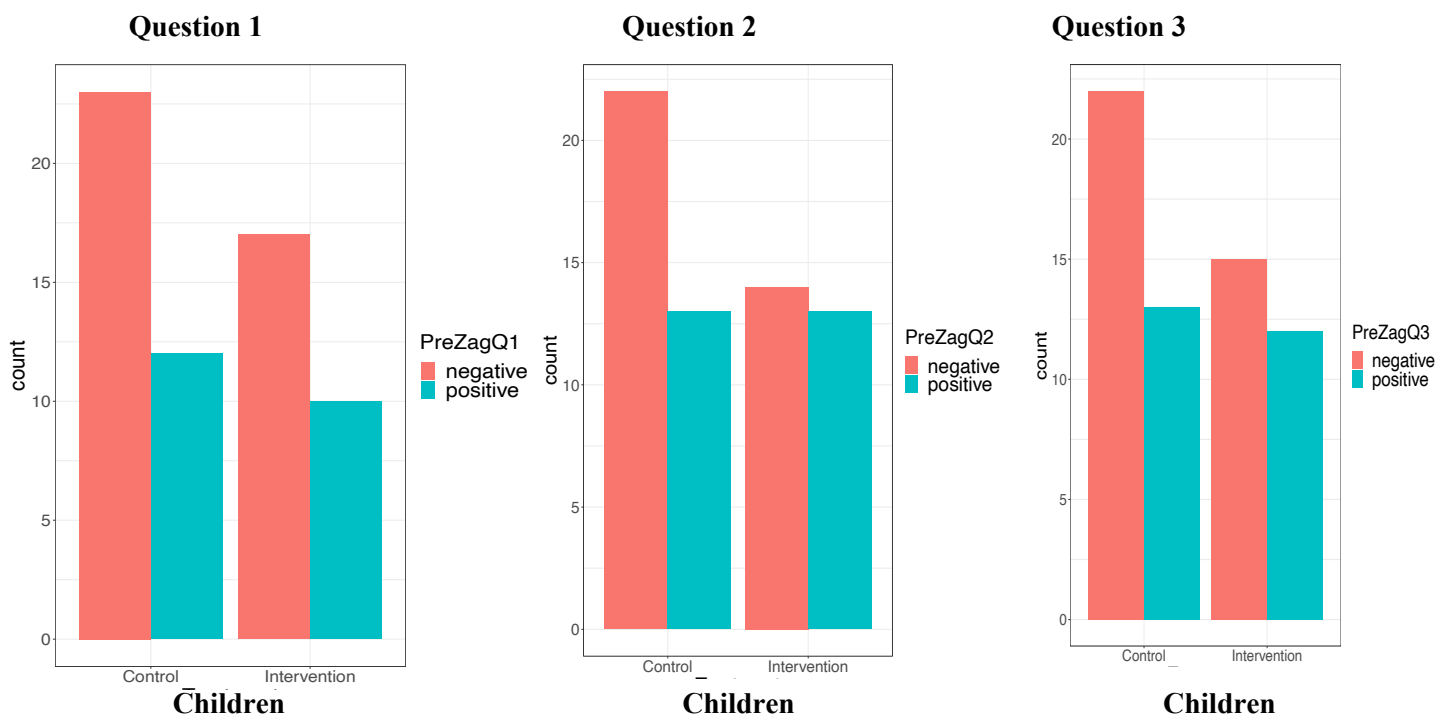 Question 1
20
15
10
5
0
count
Control
Intervention
Children
PreZagQ1
negative
positive
Question 2
20
15
10
5
0
count
Control
Intervention
Children
PreZagQ2
negative
positive
Question 3
20
15
10
5
0
count
Control
Intervention
Children
PreZagQ3
negative
positive